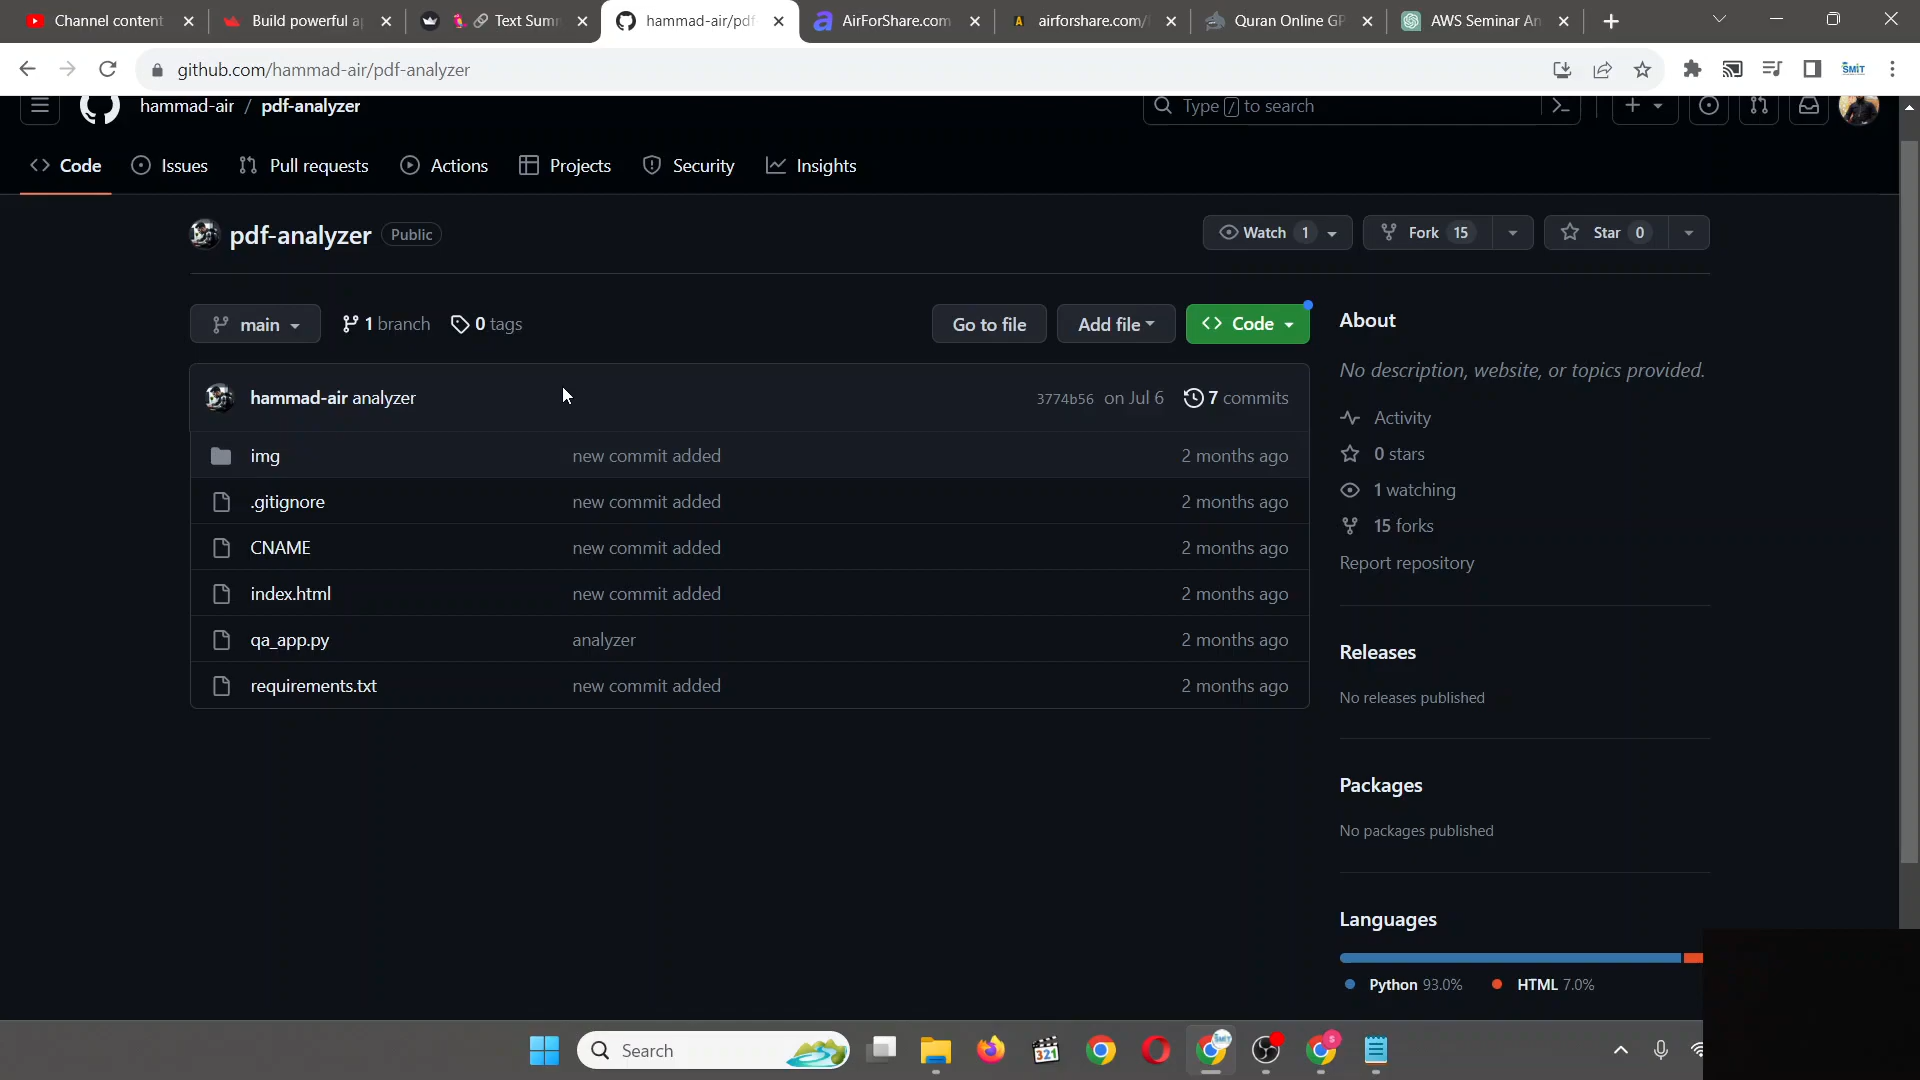 Channel content
Build powerful a
Text Sum
hammad-air/pdf-
AirForShare.com
airforshare.com/
Quran Online GP
AWS Seminar An
github.com/hammad-air/pdf-analyzer
SMIT
hammad-air / pdf-analyzer
Type / to search
Code
Issues
Pull requests
Actions
Projects
Security
Insights
pdf-analyzer Public
Watch 1
Fork 15
Star 0
main
1 branch
0 tags
Go to file
Add file
Code
hammad-air analyzer 3774b56 on Jul 6 7 commits
img new commit added 2 months ago
.gitignore new commit added 2 months ago
CNAME new commit added 2 months ago
index.html new commit added 2 months ago
qa_app.py analyzer 2 months ago
requirements.txt new commit added 2 months ago
About
No description, website, or topics provided.
Activity
0 stars
1 watching
15 forks
Report repository
Releases
No releases published
Packages
No packages published
Languages
Python 93.0% HTML 7.0%
Search
321
SMIT
S